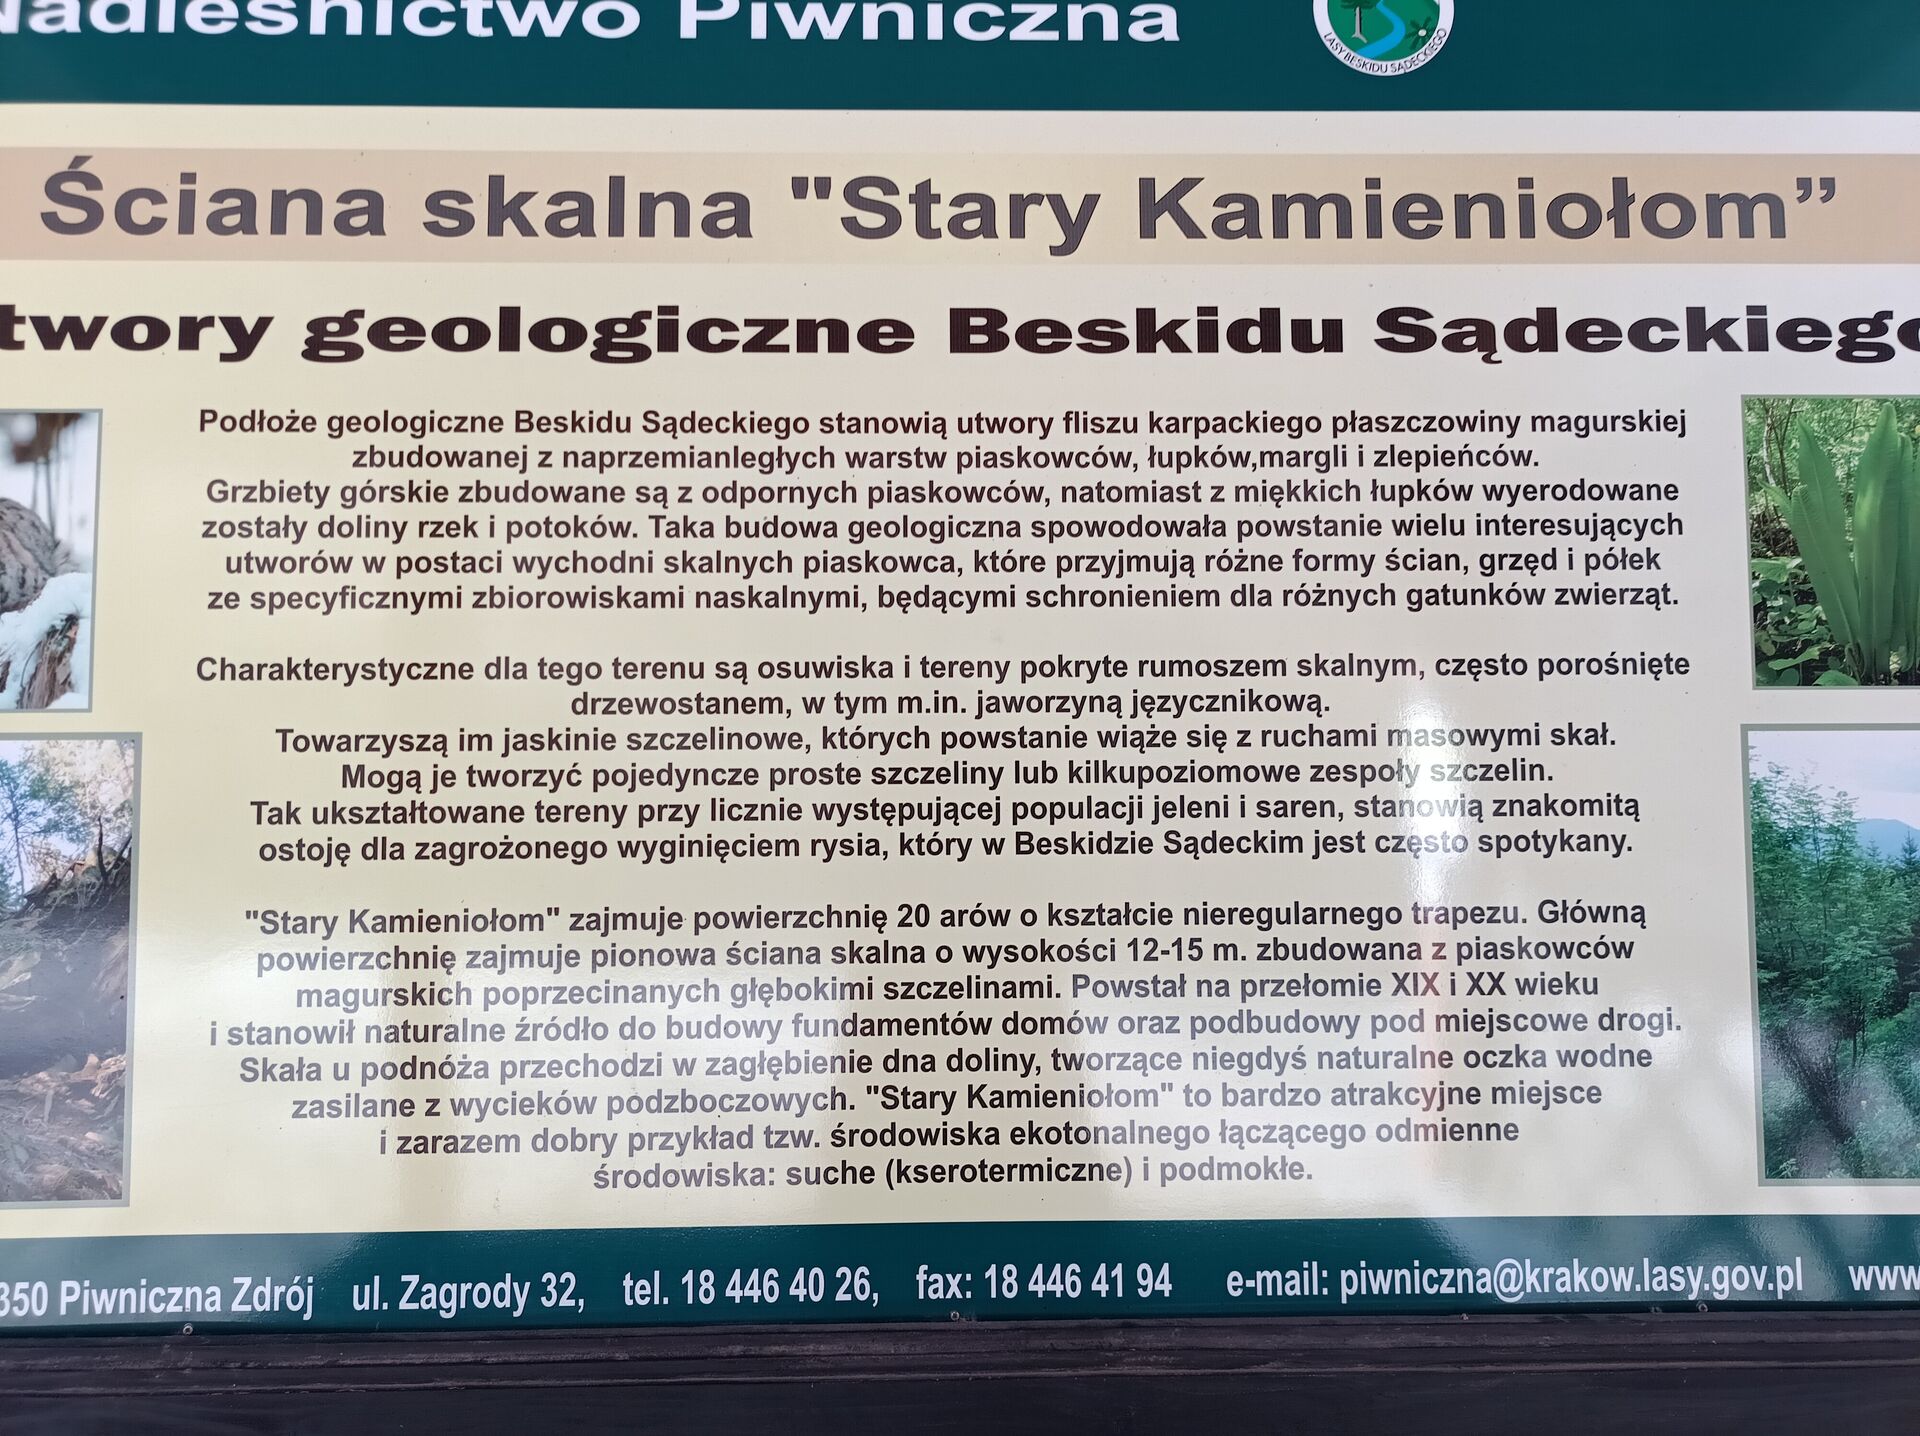 Nadleśnictwo Piwniczna
LASY BESKIDU SĄDECKIEGO
Ściana skalna "Stary Kamieniołom”
twory geologiczne Beskidu Sądeckiego
Podłoże geologiczne Beskidu Sądeckiego stanowią utwory fliszu karpackiego płaszczowiny magurskiej
zbudowanej z naprzemianległych warstw piaskowców, łupków,margli i zlepieńców.
Grzbiety górskie zbudowane są z odpornych piaskowców, natomiast z miękkich łupków wyerodowane
zostały doliny rzek i potoków. Taka budowa geologiczna spowodowała powstanie wielu interesujących
utworów w postaci wychodni skalnych piaskowca, które przyjmują różne formy ścian, grzęd i półek
ze specyficznymi zbiorowiskami naskalnymi, będącymi schronieniem dla różnych gatunków zwierząt.
Charakterystyczne dla tego terenu są osuwiska i tereny pokryte rumoszem skalnym, często porośnięte
drzewostanem, w tym m.in. jaworzyną języcznikową.
Towarzyszą im jaskinie szczelinowe, których powstanie wiąże się z ruchami masowymi skał.
Mogą je tworzyć pojedyncze proste szczeliny lub kilkupoziomowe zespoły szczelin.
Tak ukształtowane tereny przy licznie występującej populacji jeleni i saren, stanowią znakomitą
ostoję dla zagrożonego wyginięciem rysia, który w Beskidzie Sądeckim jest często spotykany.
"Stary Kamieniołom" zajmuje powierzchnię 20 arów o kształcie nieregularnego trapezu. Główną
powierzchnię zajmuje pionowa ściana skalna o wysokości 12-15 m. zbudowana z piaskowców
magurskich poprzecinanych głębokimi szczelinami. Powstał na przełomie XIX i XX wieku
i stanowił naturalne źródło do budowy fundamentów domów oraz podbudowy pod miejscowe drogi.
Skała u podnóża przechodzi w zagłębienie dna doliny, tworzące niegdyś naturalne oczka wodne
zasilane z wycieków podzboczowych. "Stary Kamieniołom" to bardzo atrakcyjne miejsce
i zarazem dobry przykład tzw. środowiska ekotonalnego łączącego odmienne
środowiska: suche (kserotermiczne) i podmokłe.
350 Piwniczna Zdrój ul. Zagrody 32, tel. 18 446 40 26, fax: 18 446 41 94 e-mail: piwniczna@krakow.lasy.gov.pl www